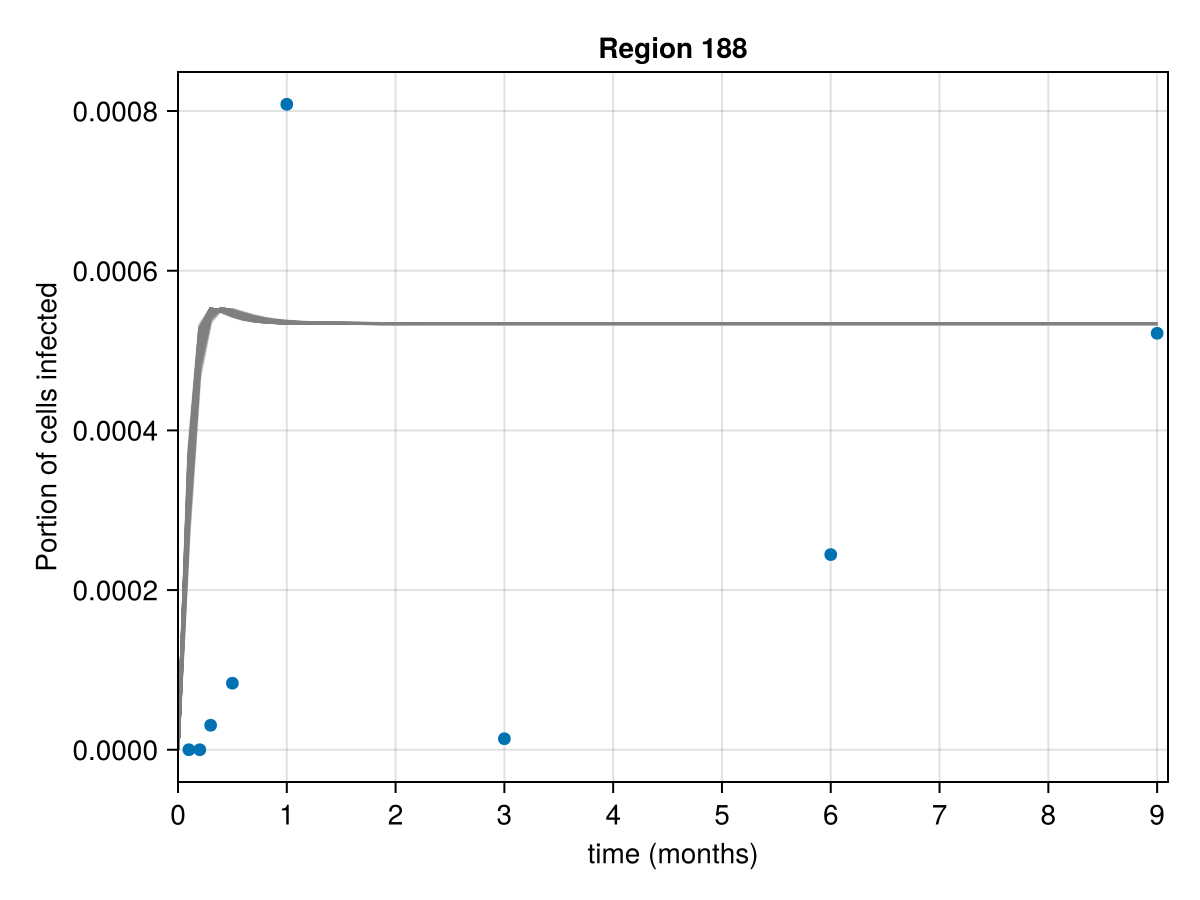 Region 188
Portion of cells infected
0.0008
0.0006
0.0004
0.0002
0.0000
0 1 2 3 4 5 6 7 8 9
time (months)